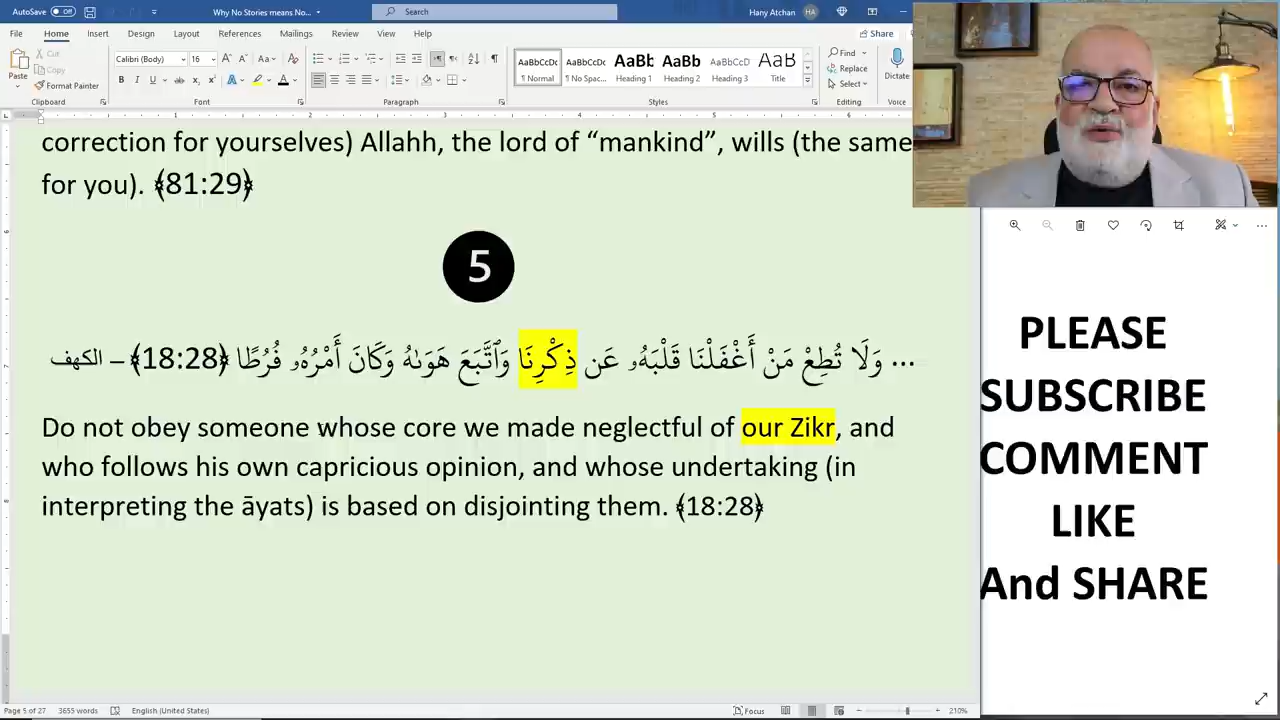 AutoSave
Off
Why No Stories means No...
Search
Hany Atchan
HA
File
Home
Insert
Draw
Design
Layout
References
Mailings
Review
View
Help
Share
Paste
Cut
Copy
Format Painter
Clipboard
Calibri (Body)
16
Font
Paragraph
AaBbCcDc
¶ Normal
AaBbCcDc
¶ No Spac...
AaBb
Heading 1
AaBb
Heading 2
AaBbCcD
Heading 3
AaB
Title
Styles
Find
Replace
Select
Editing
Dictate
Voice
correction for yourselves) Allahh, the lord of “mankind”, wills (the same
for you). ﴾81:29﴿
5
... وَلَا تُطِعْ مَنْ أَغْفَلْنَا قَلْبَهُۥ عَن ذِكْرِنَا وَٱتَّبَعَ هَوَىٰهُ وَكَانَ أَمْرُهُۥ فُرُطًا ﴾18:28﴿ – الكهف
Do not obey someone whose core we made neglectful of our Zikr, and
who follows his own capricious opinion, and whose undertaking (in
interpreting the āyats) is based on disjointing them. ﴾18:28﴿
PLEASE
SUBSCRIBE
COMMENT
LIKE
And SHARE
Page 5 of 27
3655 words
English (United States)
Focus
210%